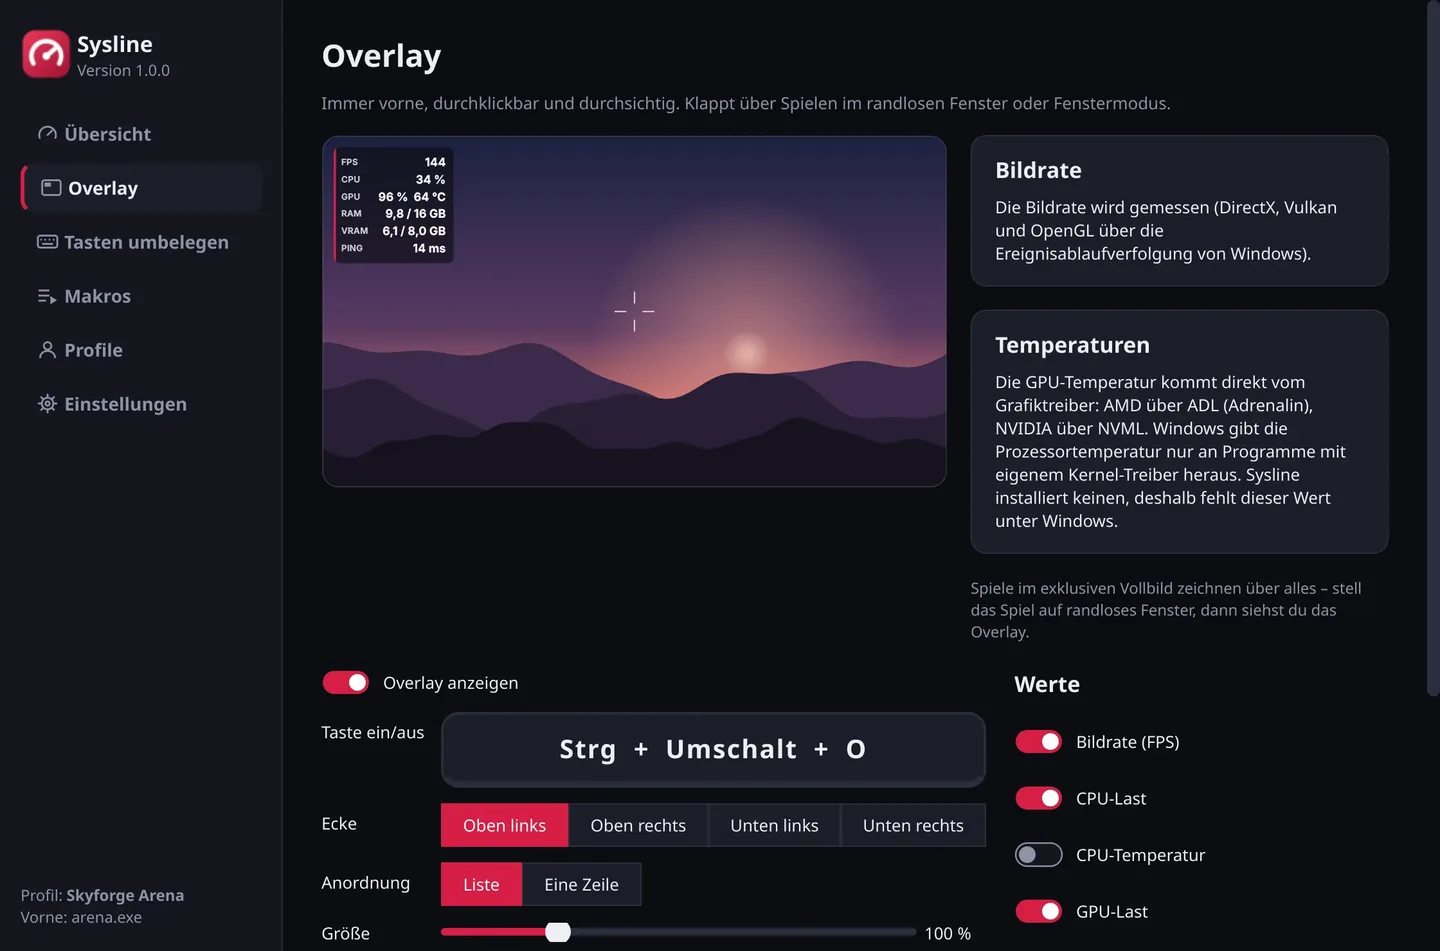 Sysline
Version 1.0.0
Übersicht
Overlay
Tasten umbelegen
Makros
Profile
Einstellungen
Profil: Skyforge Arena
Vorne: arena.exe
Overlay
Immer vorne, durchklickbar und durchsichtig. Klappt über Spielen im randlosen Fenster oder Fenstermodus.
FPS 144
CPU 34 %
GPU 96 % 64 °C
RAM 9,8 / 16 GB
VRAM 6,1 / 8,0 GB
PING 14 ms
Bildrate
Die Bildrate wird gemessen (DirectX, Vulkan
und OpenGL über die
Ereignisablaufverfolgung von Windows).
Temperaturen
Die GPU-Temperatur kommt direkt vom
Grafiktreiber: AMD über ADL (Adrenalin),
NVIDIA über NVML. Windows gibt die
Prozessortemperatur nur an Programme mit
eigenem Kernel-Treiber heraus. Sysline
installiert keinen, deshalb fehlt dieser Wert
unter Windows.
Spiele im exklusiven Vollbild zeichnen über alles – stell
das Spiel auf randloses Fenster, dann siehst du das
Overlay.
Overlay anzeigen
Taste ein/aus
Strg + Umschalt + O
Ecke
Oben links Oben rechts Unten links Unten rechts
Anordnung
Liste Eine Zeile
Größe
100 %
Werte
Bildrate (FPS)
CPU-Last
CPU-Temperatur
GPU-Last